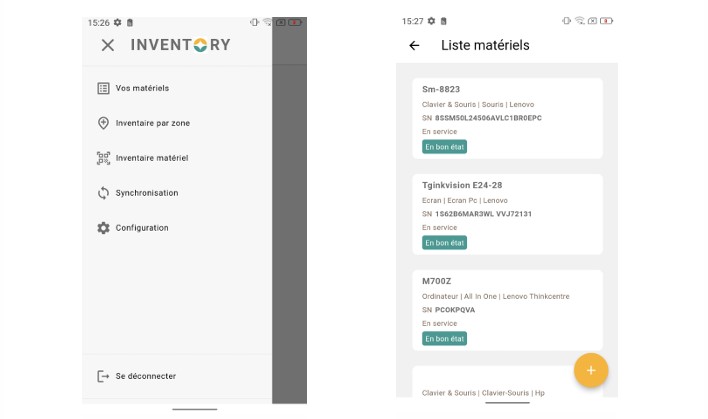 15:26
INVENTORY
Vos matériels
Inventaire par zone
Inventaire matériel
Synchronisation
Configuration
Se déconnecter
15:27
Liste matériels
Sm-8823
Clavier & Souris | Souris | Lenovo
SN 8SSM50L24506AVLC1BR0EPC
En service
En bon état
Tginkvision E24-28
Ecran | Ecran Pc | Lenovo
SN 1S62B6MAR3WL VVJ72131
En service
En bon état
M700Z
Ordinateur | All In One | Lenovo Thinkcentre
SN PCOKPQVA
En service
En bon état
Clavier & Souris | Clavier-Souris | Hp